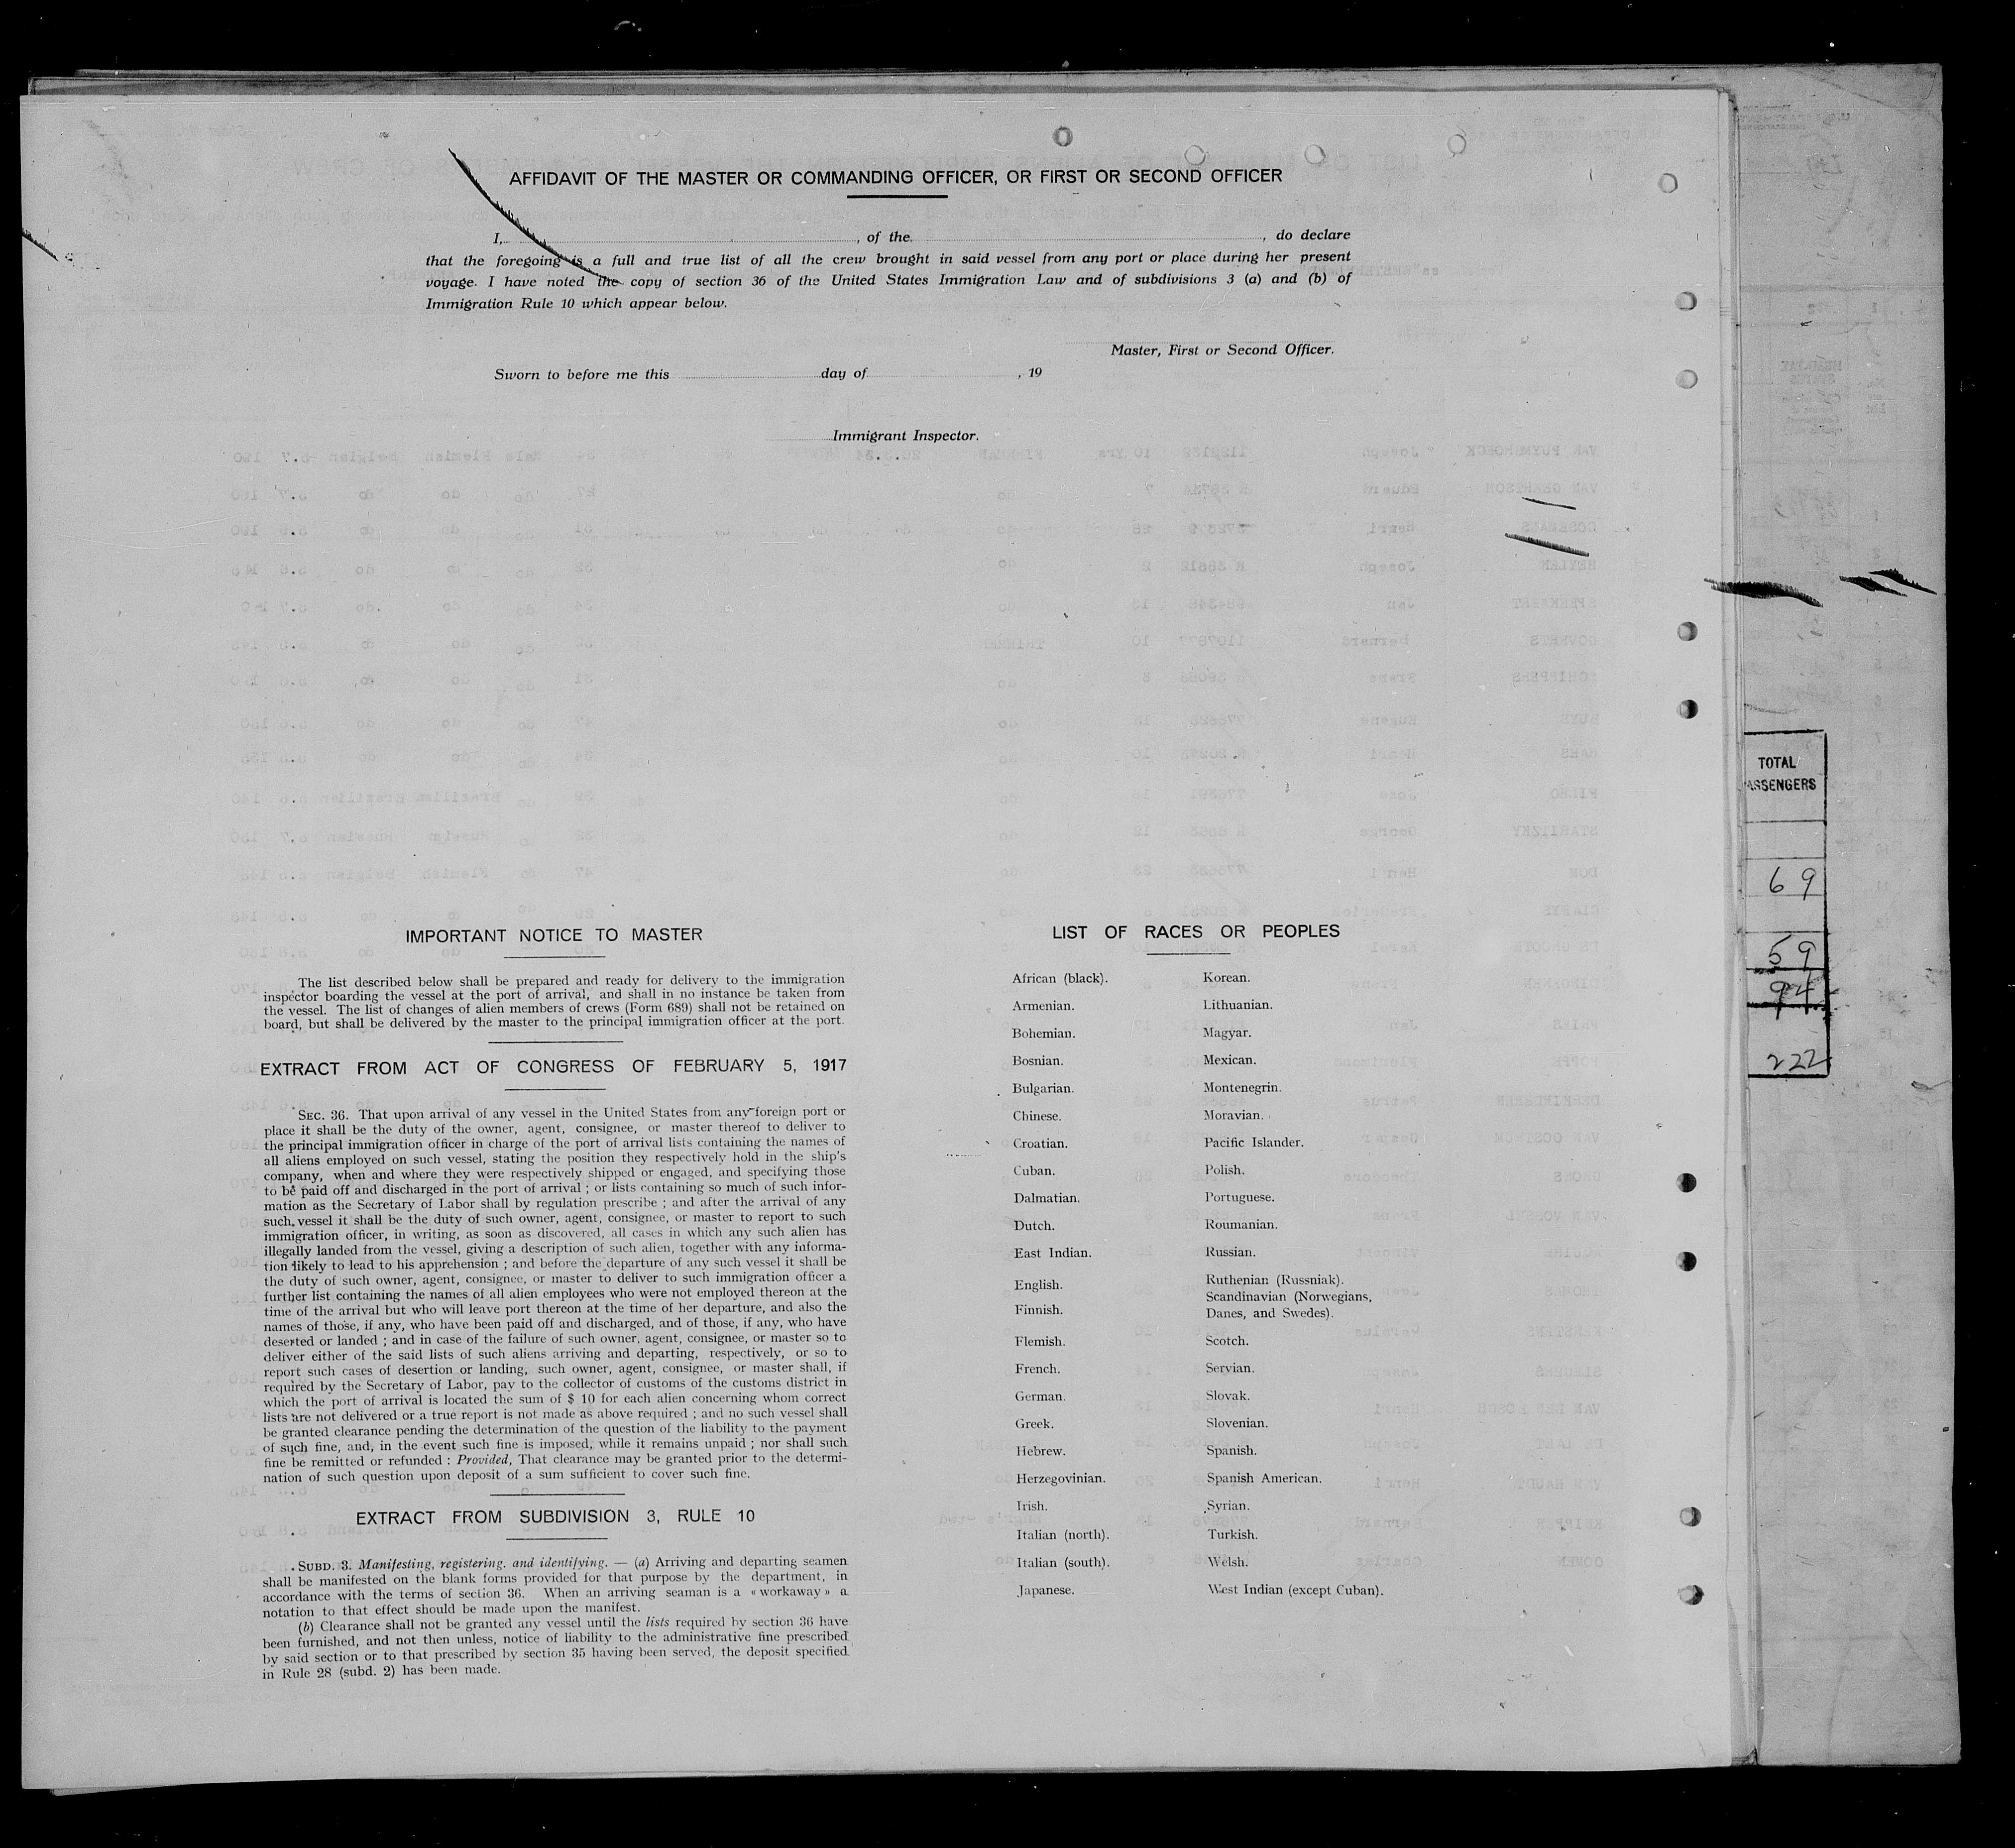 AFFIDAVIT OF THE MASTER OR COMMANDING OFFICER, OR FIRST OR SECOND OFFICER
I, , of the , do declare
that the foregoing is a full and true list of all the crew brought in said vessel from any port or place during her present
voyage. I have noted the copy of section 36 of the United States Immigration Law and of subdivisions 3 (a) and (b) of
Immigration Rule 10 which appear below.
Master, First or Second Officer.
Sworn to before me this day of , 19
Immigrant Inspector.
IMPORTANT NOTICE TO MASTER
The list described below shall be prepared and ready for delivery to the immigration
inspector boarding the vessel at the port of arrival, and shall in no instance be taken from
the vessel. The list of changes of alien members of crews (Form 689) shall not be retained on
board, but shall be delivered by the master to the principal immigration officer at the port.
EXTRACT FROM ACT OF CONGRESS OF FEBRUARY 5, 1917
SEC. 36. That upon arrival of any vessel in the United States from any foreign port or
place it shall be the duty of the owner, agent, consignee, or master thereof to deliver to
the principal immigration officer in charge of the port of arrival lists containing the names of
all aliens employed on such vessel, stating the position they respectively hold in the ship's
company, when and where they were respectively shipped or engaged, and specifying those
to be paid off and discharged in the port of arrival ; or lists containing so much of such infor-
mation as the Secretary of Labor shall by regulation prescribe ; and after the arrival of any
such vessel it shall be the duty of such owner, agent, consignee, or master to report to such
immigration officer, in writing, as soon as discovered, all cases in which any such alien has
illegally landed from the vessel, giving a description of such alien, together with any informa-
tion likely to lead to his apprehension ; and before the departure of any such vessel it shall be
the duty of such owner, agent, consignee, or master to deliver to such immigration officer a
further list containing the names of all alien employees who were not employed thereon at the
time of the arrival but who will leave port thereon at the time of her departure, and also the
names of those, if any, who have been paid off and discharged, and of those, if any, who have
deserted or landed ; and in case of the failure of such owner, agent, consignee, or master so to
deliver either of the said lists of such aliens arriving and departing, respectively, or so to
report such cases of desertion or landing, such owner, agent, consignee, or master shall, if
required by the Secretary of Labor, pay to the collector of customs of the customs district in
which the port of arrival is located the sum of $ 10 for each alien concerning whom correct
lists are not delivered or a true report is not made as above required ; and no such vessel shall
be granted clearance pending the determination of the question of the liability to the payment
of such fine, and, in the event such fine is imposed, while it remains unpaid ; nor shall such
fine be remitted or refunded : Provided, That clearance may be granted prior to the determi-
nation of such question upon deposit of a sum sufficient to cover such fine.
EXTRACT FROM SUBDIVISION 3, RULE 10
SUBD. 3. Manifesting, registering, and identifying. — (a) Arriving and departing seamen
shall be manifested on the blank forms provided for that purpose by the department, in
accordance with the terms of section 36. When an arriving seaman is a « workaway » a
notation to that effect should be made upon the manifest.
(b) Clearance shall not be granted any vessel until the lists required by section 36 have
been furnished, and not then unless, notice of liability to the administrative fine prescribed
by said section or to that prescribed by section 35 having been served, the deposit specified
in Rule 28 (subd. 2) has been made.
LIST OF RACES OR PEOPLES
African (black).
Armenian.
Bohemian.
Bosnian.
Bulgarian.
Chinese.
Croatian.
Cuban.
Dalmatian.
Dutch.
East Indian.
English.
Finnish.
Flemish.
French.
German.
Greek.
Hebrew.
Herzegovinian.
Irish.
Italian (north).
Italian (south).
Japanese.
Korean.
Lithuanian.
Magyar.
Mexican.
Montenegrin.
Moravian.
Pacific Islander.
Polish.
Portuguese.
Roumanian.
Russian.
Ruthenian (Russniak).
Scandinavian (Norwegians,
Danes, and Swedes).
Scotch.
Servian.
Slovak.
Slovenian.
Spanish.
Spanish American.
Syrian.
Turkish.
Welsh.
West Indian (except Cuban).
TOTAL
ASSENGERS
69
59
94
222